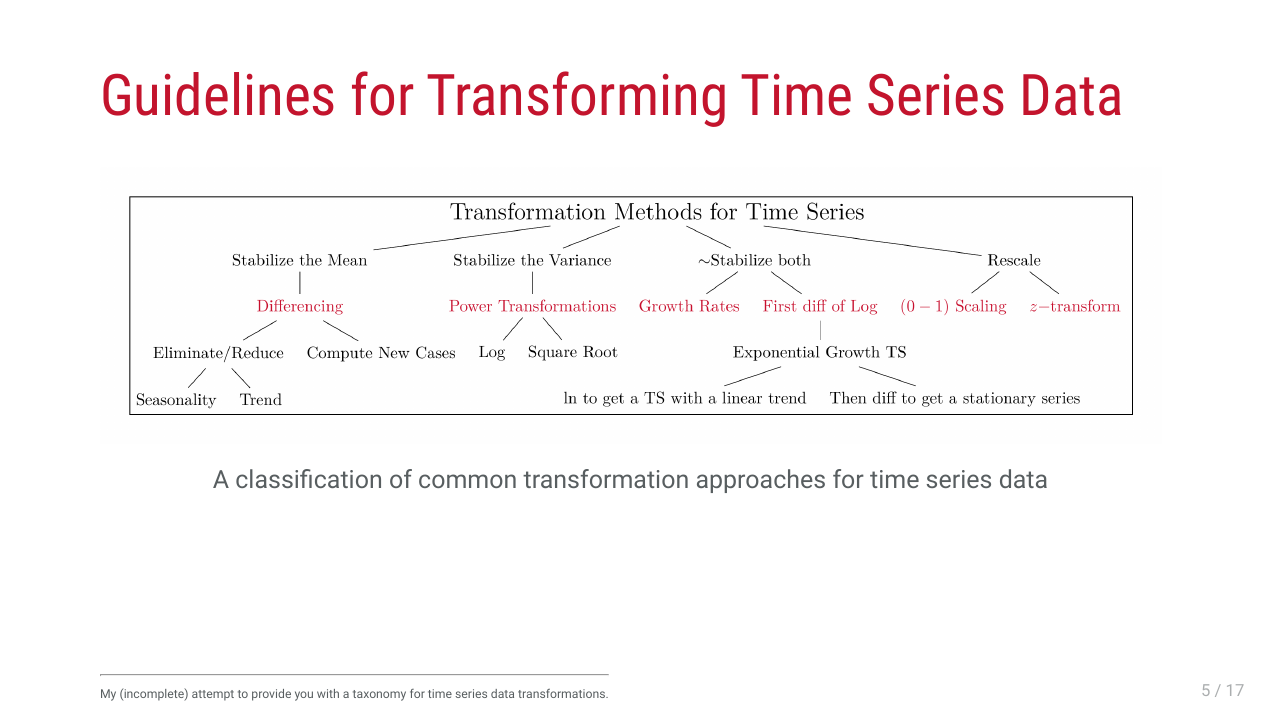 Guidelines for Transforming Time Series Data
Transformation Methods for Time Series
Stabilize the Mean Stabilize the Variance ∼Stabilize both Rescale
Differencing Power Transformations Growth Rates First diff of Log (0 − 1) Scaling z−transform
Eliminate/Reduce Compute New Cases Log Square Root Exponential Growth TS
Seasonality Trend ln to get a TS with a linear trend Then diff to get a stationary series
A classification of common transformation approaches for time series data
My (incomplete) attempt to provide you with a taxonomy for time series data transformations.
5 / 17